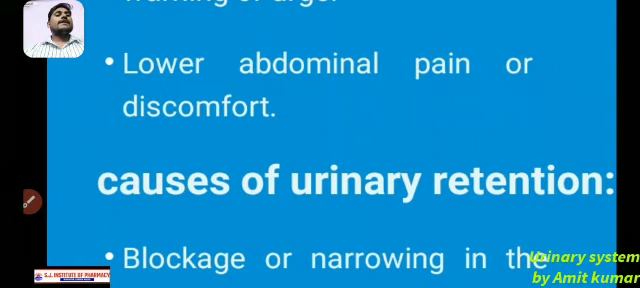 • Lower abdominal pain or
discomfort.
causes of urinary retention:
• Blockage or narrowing in the
Urinary system
by Amit kumar
S.J. INSTITUTE OF PHARMACY